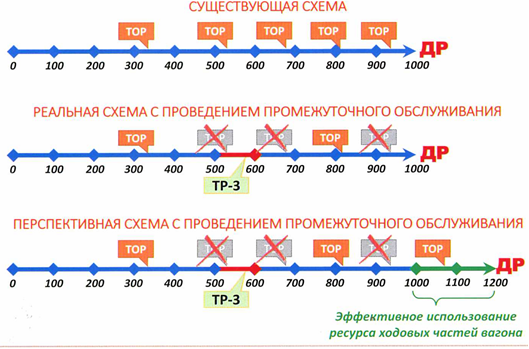 СУЩЕСТВУЮЩАЯ СХЕМА
ТОР ТОР ТОР ТОР ТОР
ДР
0 100 200 300 400 500 600 700 800 900 1000
РЕАЛЬНАЯ СХЕМА С ПРОВЕДЕНИЕМ ПРОМЕЖУТОЧНОГО ОБСЛУЖИВАНИЯ
ТОР ТОР ТОР ТОР ТОР
ДР
0 100 200 300 400 500 600 700 800 900 1000
ТР-3
ПЕРСПЕКТИВНАЯ СХЕМА С ПРОВЕДЕНИЕМ ПРОМЕЖУТОЧНОГО ОБСЛУЖИВАНИЯ
ТОР ТОР ТОР ТОР ТОР ТОР
ДР
0 100 200 300 400 500 600 700 800 900 1000 1100 1200
ТР-3
Эффективное использование
ресурса ходовых частей вагона